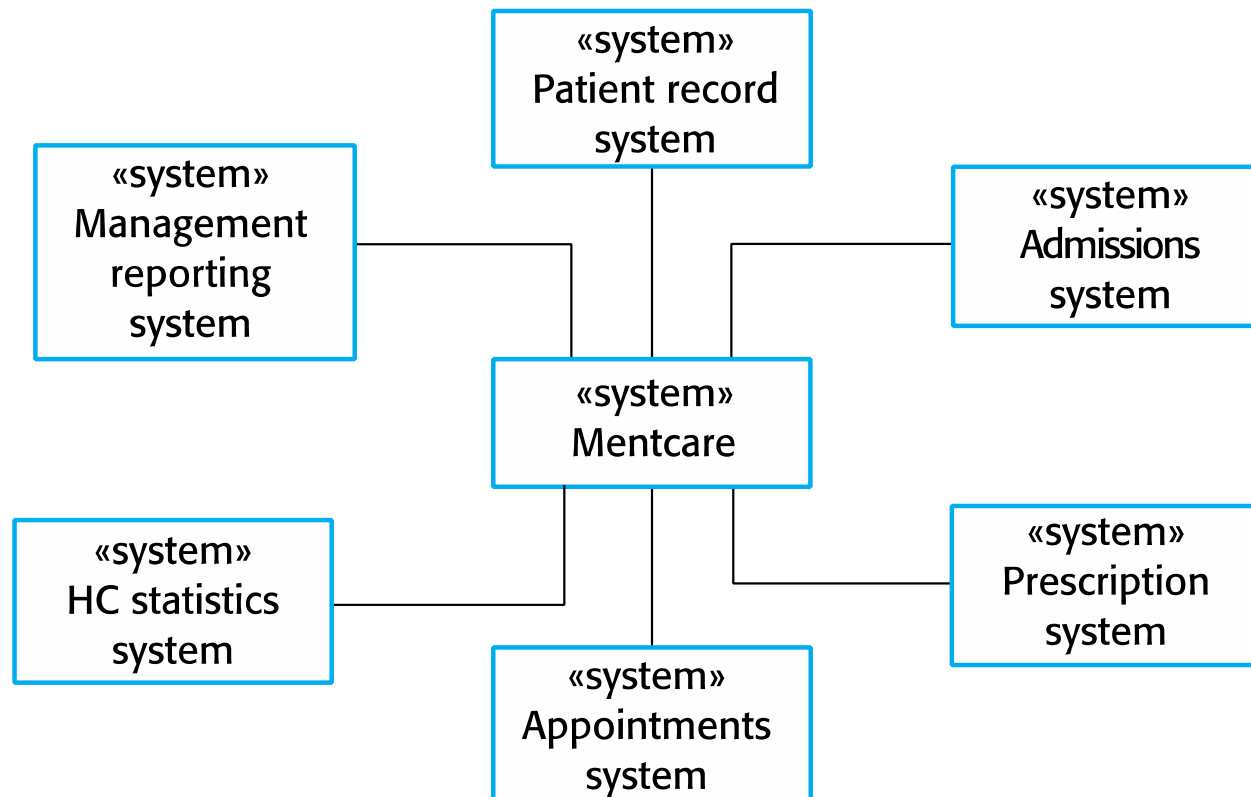 «system»
Patient record
system
«system»
Management
reporting
system
«system»
Admissions
system
«system»
Mentcare
«system»
HC statistics
system
«system»
Prescription
system
«system»
Appointments
system